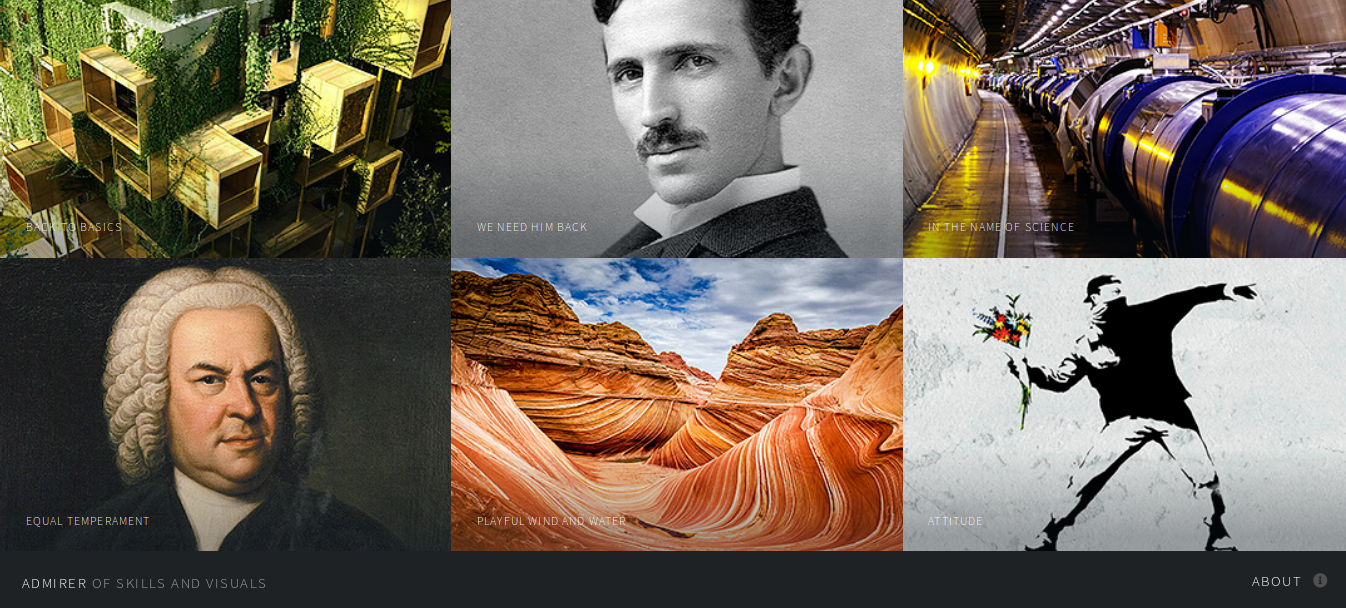 BACK TO BASICS
WE NEED HIM BACK
IN THE NAME OF SCIENCE
EQUAL TEMPERAMENT
PLAYFUL WIND AND WATER
ATTITUDE
ADMIRER OF SKILLS AND VISUALS
ABOUT